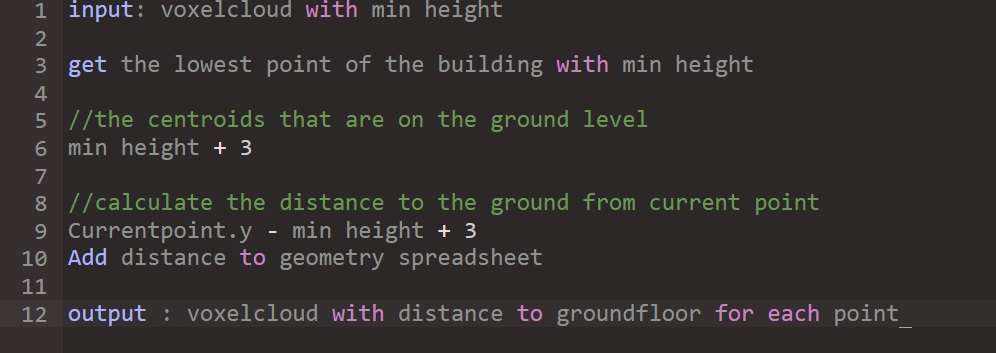 1 input: voxelcloud with min height
2
3 get the lowest point of the building with min height
4
5 //the centroids that are on the ground level
6 min height + 3
7
8 //calculate the distance to the ground from current point
9 Currentpoint.y - min height + 3
10 Add distance to geometry spreadsheet
11
12 output : voxelcloud with distance to groundfloor for each point_